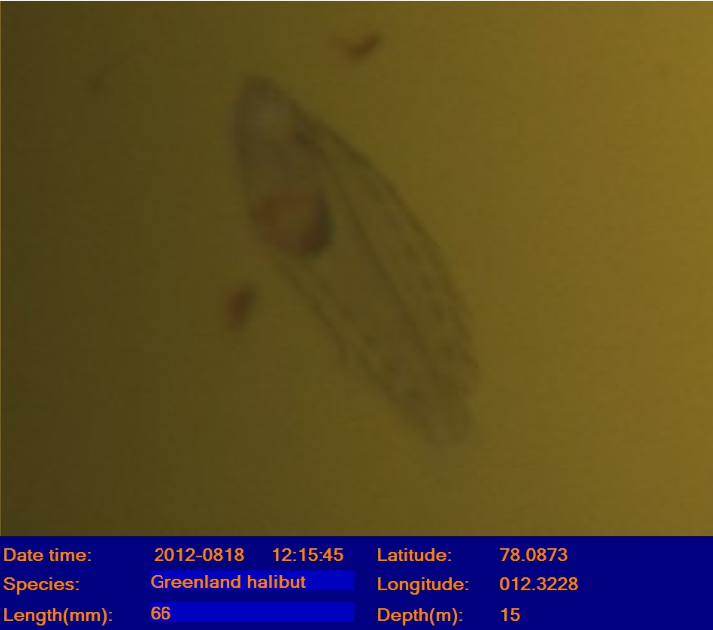 Date time: 2012-0818 12:15:45 Latitude: 78.0873
Species: Greenland halibut Longitude: 012.3228
Length(mm): 66 Depth(m): 15